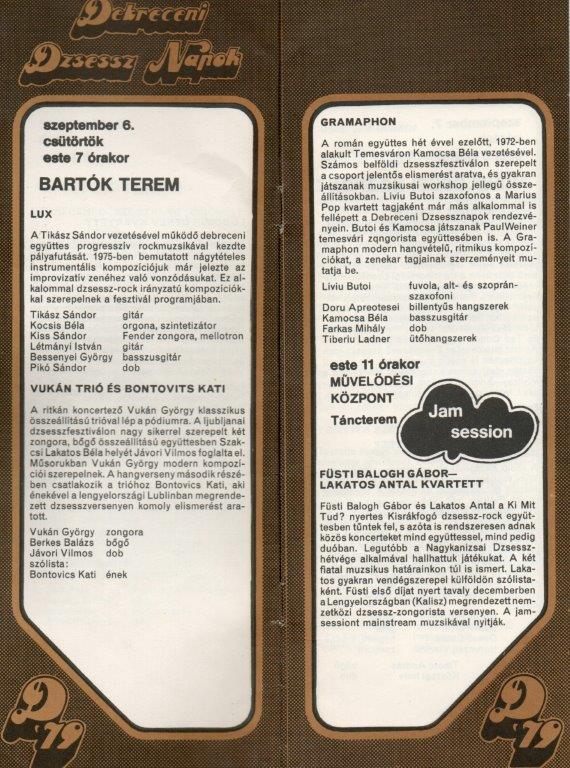 Debreceni
Dzsessz Napok
szeptember 6.
csütörtök
este 7 órakor
BARTÓK TEREM
LUX
A Tikász Sándor vezetésével működő debreceni
együttes progresszív rockmuzsikával kezdte
pályafutását. 1975-ben bemutatott nagytételes
instrumentális kompoziciójuk már jelezte az
improvizatív zenéhez való vonzódásukat. Ez al-
kalommal dzsessz-rock irányzatú kompozíciók-
kal szerepelnek a fesztivál programjában.
Tikász Sándor gitár
Kocsis Béla orgona, szintetizátor
Kiss Sándor Fender zongora, mellotron
Létmányi István gitár
Bessenyei György basszusgitár
Pikó Sándor dob
VUKÁN TRIÓ ÉS BONTOVITS KATI
A ritkán koncertező Vukán György klasszikus
összeállítású trióval lép a pódiumra. A ljubljanai
dzsesszfesztiválon nagy sikerrel szerepelt két
zongora, bőgő összeállítású együttesben Szak-
csi Lakatos Béla helyét Jávori Vilmos foglalta el.
Műsorukban Vukán György modern kompozí-
ciói szerepelnek. A hangverseny második részé-
ben csatlakozik a trióhoz Bontovits Kati, aki
énekével a lengyelországi Lublinban megrende-
zett dzsesszversenyen komoly elismerést ara-
tott.
Vukán György zongora
Berkes Balázs bőgő
Jávori Vilmos dob
szólista:
Bontovics Kati ének
D '79
GRAMAPHON
A román együttes hét évvel ezelőtt, 1972-ben
alakult Temesváron Kamocsa Béla vezetésével.
Számos belföldi dzsesszfesztiválon szerepelt
a csoport jelentős elismerést aratva, és gyakran
játszanak muzsikusai workshop jellegű össze-
állításokban. Liviu Butoi szaxofonos a Marius
Pop kvartett tagjaként már más alkalommal is
fellépett a Debreceni Dzsessznapok rendezvé-
nyein. Butoi és Kamocsa játszanak PaulWeiner
temesvári zqngorista együttesében is. A Gra-
maphon modern hangvételű, ritmikus kompozí-
ciókat, a zenekar tagjainak szerzeményeit mu-
tatja be.
Liviu Butoi fuvola, alt- és szoprán-
szaxofoni
Doru Apreotesei billentyűs hangszerek
Kamocsa Béla basszusgitár
Farkas Mihály dob
Tiberiu Ladner ütőhangszerek
este 11 órakor
MŰVELŐDÉSI
KÖZPONT
Táncterem
Jam
session
FÜSTI BALOGH GÁBOR—
LAKATOS ANTAL KVARTETT
Füsti Balogh Gábor és Lakatos Antal a Ki Mit
Tud? nyertes Kisrákfogó dzsessz-rock együt-
tesben tűntek fel, s azóta is rendszeresen adnak
közös koncerteket mind együttessel, mind pedig
duóban. Legutóbb a Nagykanizsai Dzsessz-
hétvége alkalmával hallhattuk játékukat. A két
fiatal muzsikus határainkon túl is ismert. Laka-
tos gyakran vendégszerepel külföldön szólista-
ként. Füsti első díjat nyert tavaly decemberben
a Lengyelországban (Kalisz) megrendezett nem-
zetközi dzsessz-zongorista versenyen. A jam-
sessiont mainstream muzsikával nyitják.
D '79